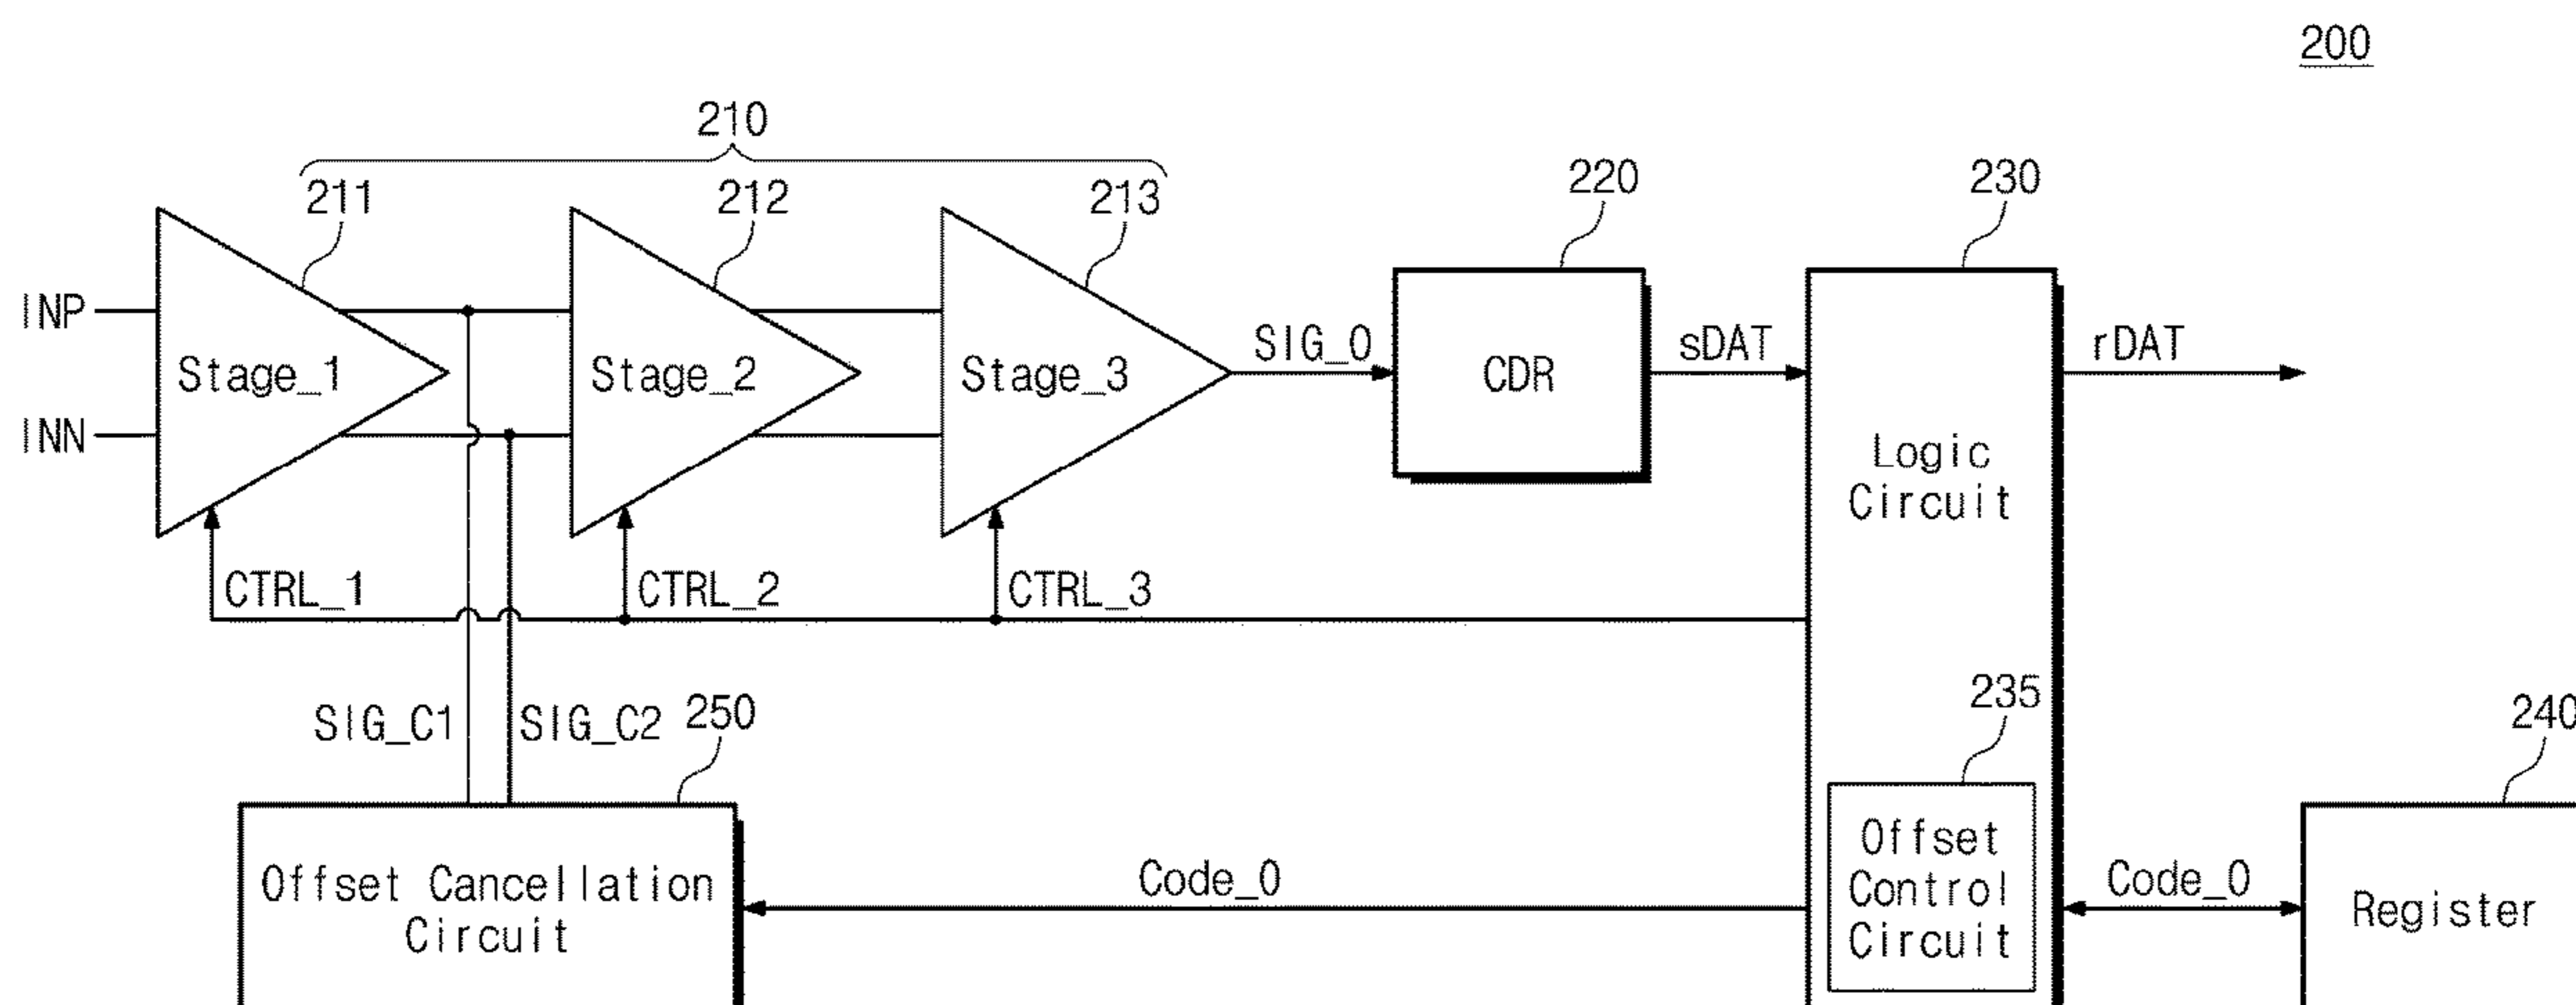 200
210
211
212
213
220
230
INP
INN
Stage_1
Stage_2
Stage_3
SIG_O
CDR
sDAT
rDAT
Logic
Circuit
CTRL_1
CTRL_2
CTRL_3
SIG_C1
SIG_C2
250
235
240
Offset Cancellation
Circuit
Code_O
Offset
Control
Circuit
Code_O
Register